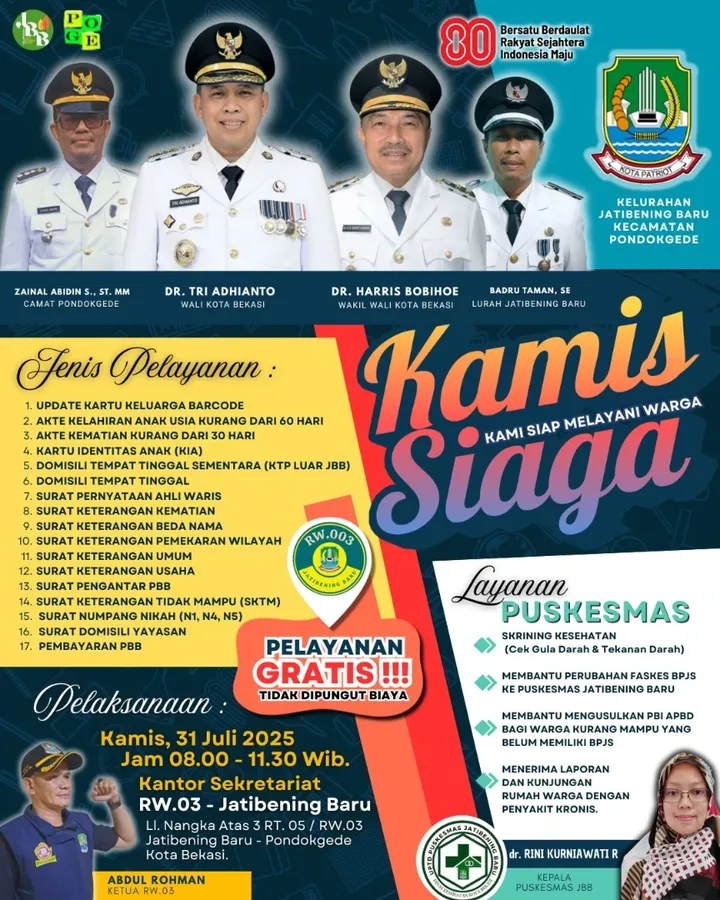 JBB
POGE
80
Bersatu Berdaulat
Rakyat Sejahtera
Indonesia Maju
KOTA PATRIOT
KELURAHAN
JATIBENING BARU
KECAMATAN
PONDOKGEDE
ZAINAL ABIDIN S., ST. MM
CAMAT PONDOKGEDE
DR. TRI ADHIANTO
WALI KOTA BEKASI
DR. HARRIS BOBIHOE
WAKIL WALI KOTA BEKASI
BADRU TAMAN, SE
LURAH JATIBENING BARU
Kamis
KAMI SIAP MELAYANI WARGA
Siaga
Jenis Pelayanan :
1. UPDATE KARTU KELUARGA BARCODE
2. AKTE KELAHIRAN ANAK USIA KURANG DARI 60 HARI
3. AKTE KEMATIAN KURANG DARI 30 HARI
4. KARTU IDENTITAS ANAK (KIA)
5. DOMISILI TEMPAT TINGGAL SEMENTARA (KTP LUAR JBB)
6. DOMISILI TEMPAT TINGGAL
7. SURAT PERNYATAAN AHLI WARIS
8. SURAT KETERANGAN KEMATIAN
9. SURAT KETERANGAN BEDA NAMA
10. SURAT KETERANGAN PEMEKARAN WILAYAH
11. SURAT KETERANGAN UMUM
12. SURAT KETERANGAN USAHA
13. SURAT PENGANTAR PBB
14. SURAT KETERANGAN TIDAK MAMPU (SKTM)
15. SURAT NUMPANG NIKAH (N1, N4, N5)
16. SURAT DOMISILI YAYASAN
17. PEMBAYARAN PBB
RW.003
JATIBENING BARU
PELAYANAN
GRATIS !!!
TIDAK DIPUNGUT BIAYA
Layanan
PUSKESMAS
SKRINING KESEHATAN
(Cek Gula Darah & Tekanan Darah)
MEMBANTU PERUBAHAN FASKES BPJS
KE PUSKESMAS JATIBENING BARU
MEMBANTU MENGUSULKAN PBI APBD
BAGI WARGA KURANG MAMPU YANG
BELUM MEMILIKI BPJS
MENERIMA LAPORAN
DAN KUNJUNGAN
RUMAH WARGA DENGAN
PENYAKIT KRONIS.
Pelaksanaan :
Kamis, 31 Juli 2025
Jam 08.00 - 11.30 Wib.
Kantor Sekretariat
RW.03 - Jatibening Baru
Ll. Nangka Atas 3 RT. 05 / RW.03
Jatibening Baru - Pondokgede
Kota Bekasi.
ABDUL ROHMAN
KETUA RW.03
UPTD PUSKESMAS JATIBENING BARU
dr. RINI KURNIAWATI R
KEPALA
PUSKESMAS JBB